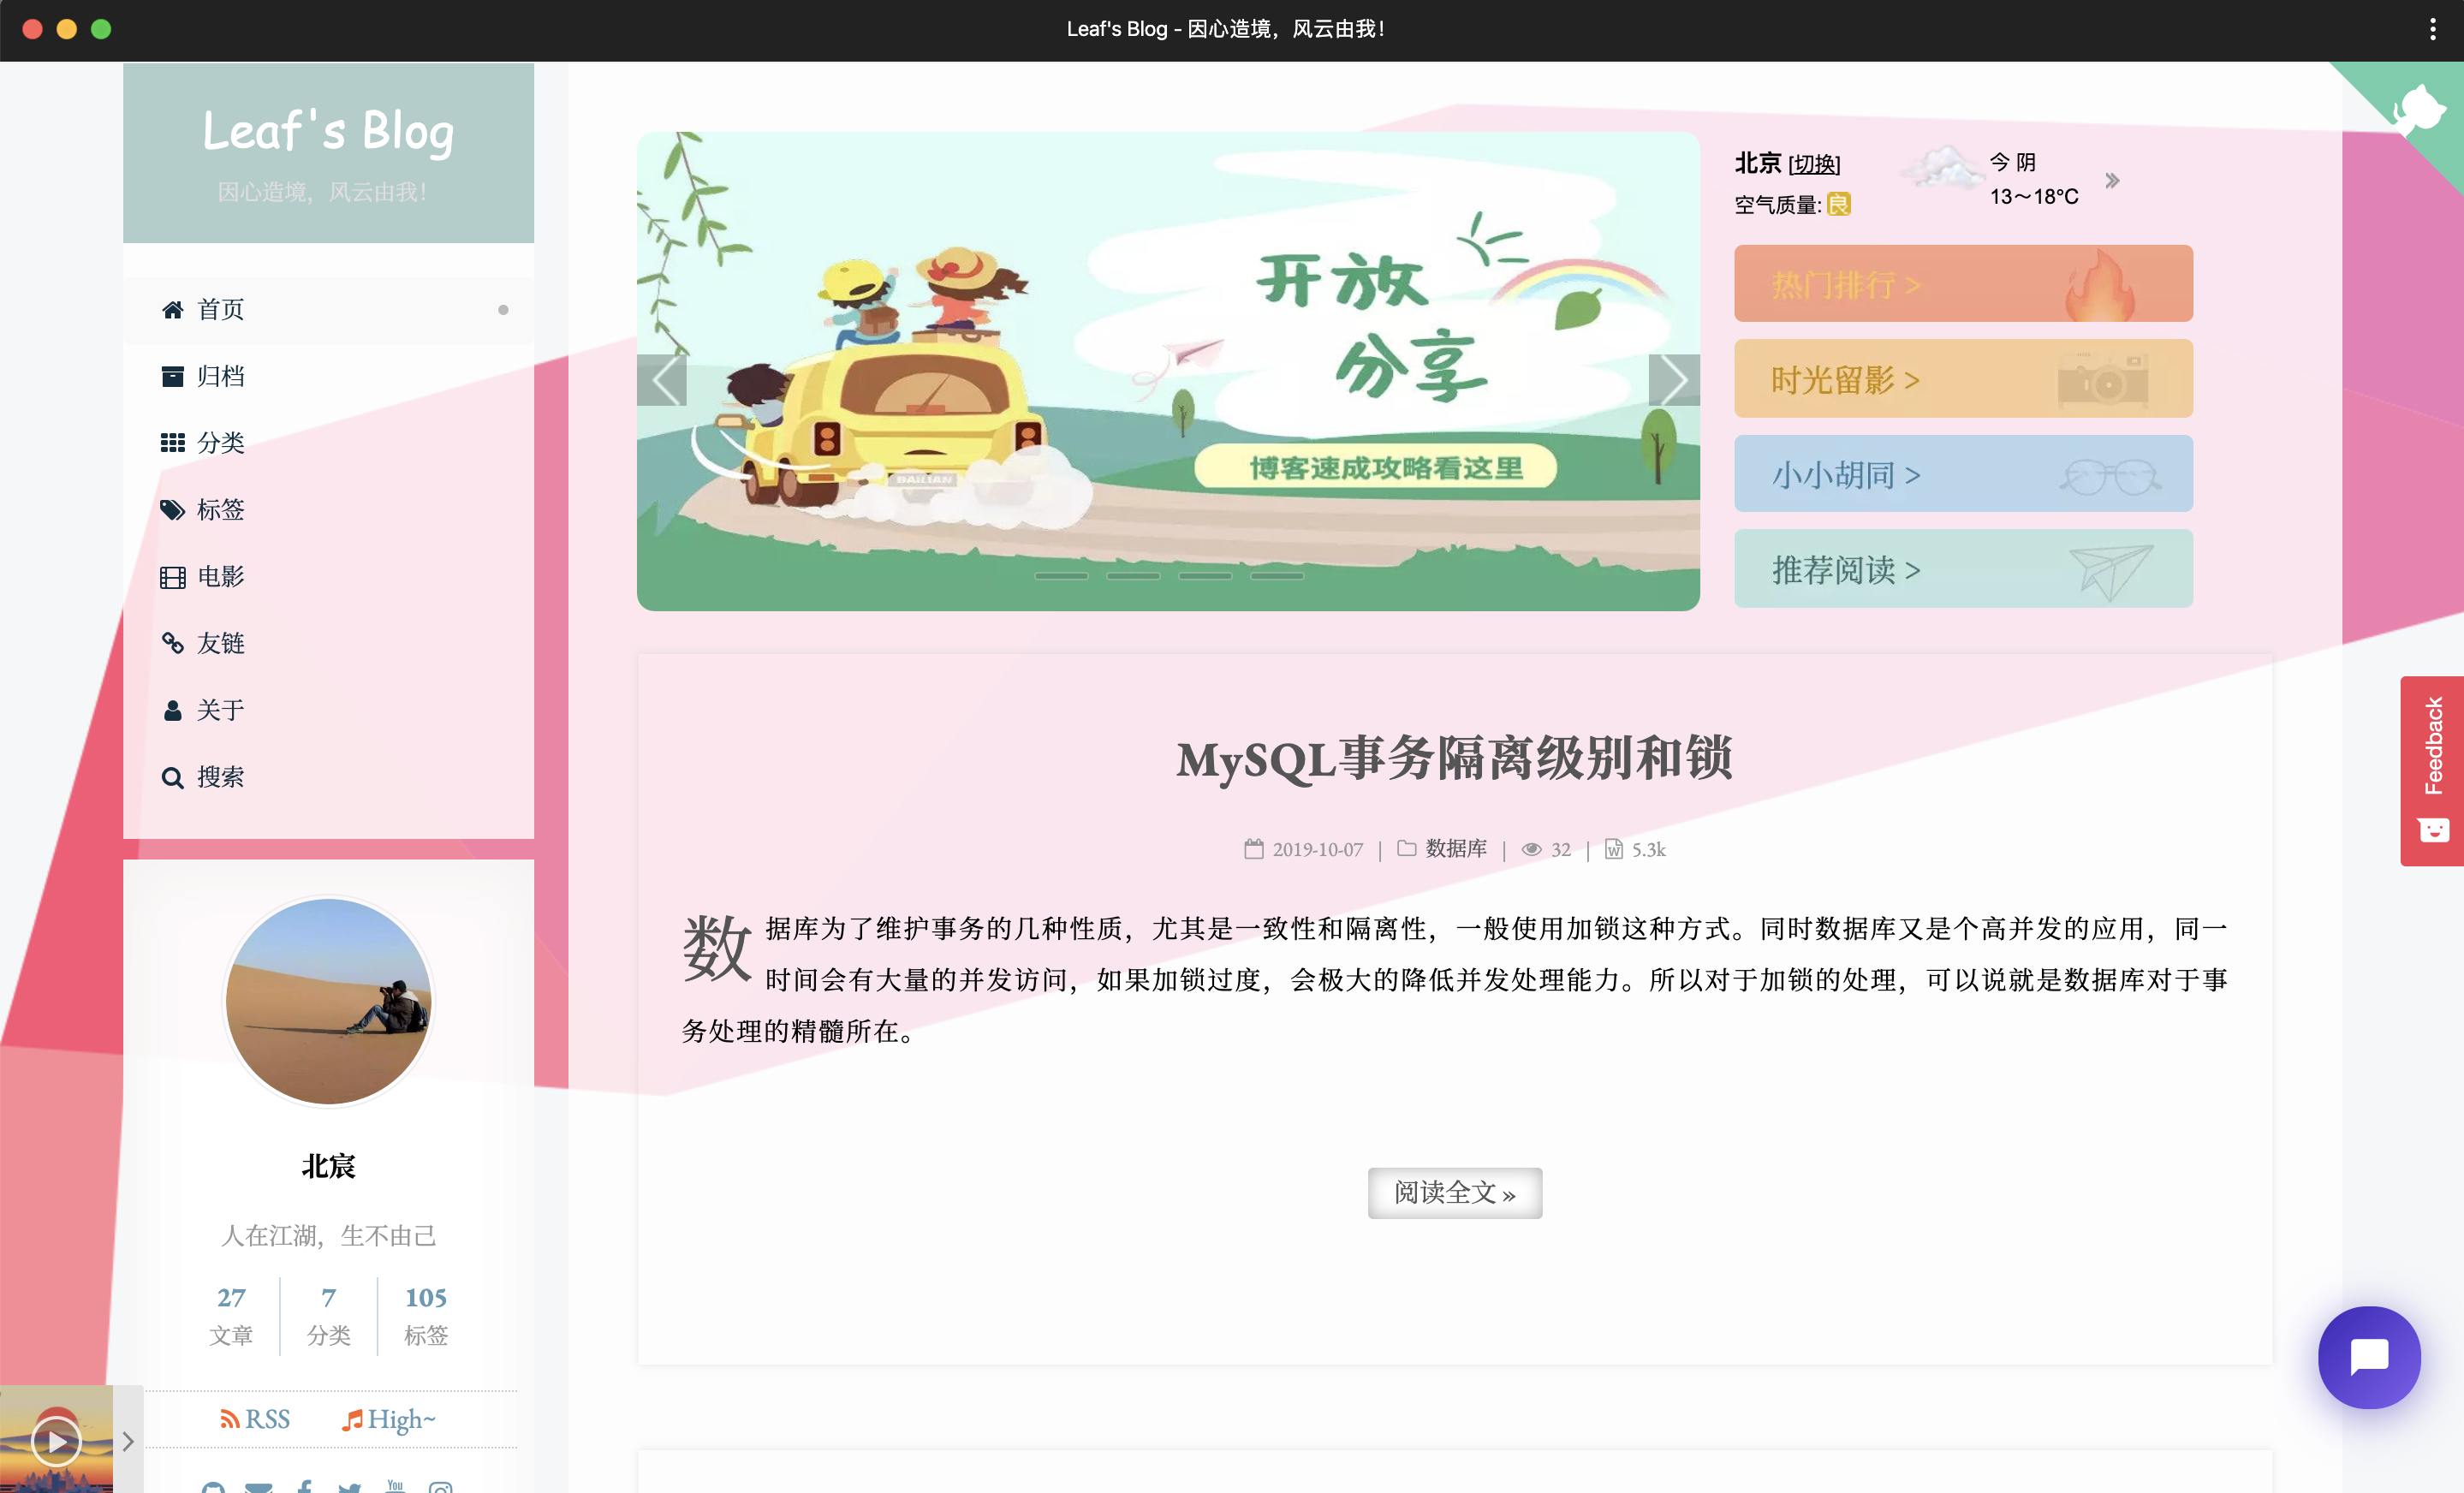 Leaf's Blog - 因心造境，风云由我！
Leaf's Blog
因心造境，风云由我！
首页
归档
分类
标签
电影
友链
关于
搜索
北宸
人在江湖，生不由己
27 7 105
文章 分类 标签
RSS High~
You
开放
分享
博客速成攻略看这里
BAILIAN
北京 [切换]
空气质量: 良
今 阴
13～18°C
热门排行 >
时光留影 >
小小胡同 >
推荐阅读 >
MySQL事务隔离级别和锁
2019-10-07 | 数据库 | 32 | 5.3k
数据库为了维护事务的几种性质，尤其是一致性和隔离性，一般使用加锁这种方式。同时数据库又是个高并发的应用，同一
时间会有大量的并发访问，如果加锁过度，会极大的降低并发处理能力。所以对于加锁的处理，可以说就是数据库对于事
务处理的精髓所在。
阅读全文 »
Feedback